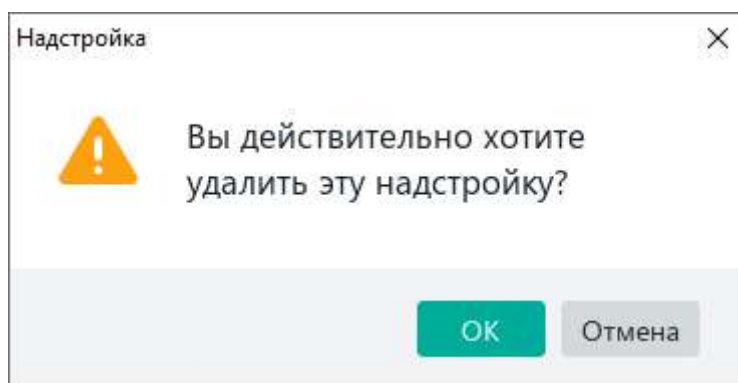 Надстройка
Вы действительно хотите
удалить эту надстройку?
ОК Отмена